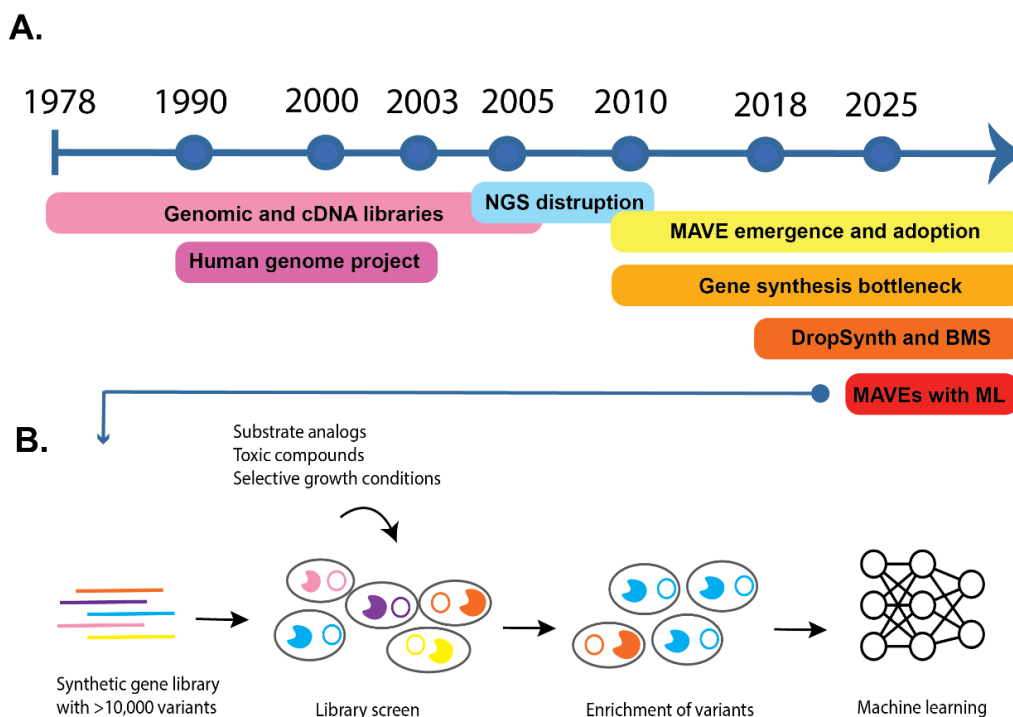 A.
1978 1990 2000 2003 2005 2010 2018 2025
Genomic and cDNA libraries
NGS distruption
Human genome project
MAVE emergence and adoption
Gene synthesis bottleneck
DropSynth and BMS
MAVEs with ML
B.
Substrate analogs
Toxic compounds
Selective growth conditions
Synthetic gene library
with >10,000 variants
Library screen
Enrichment of variants
Machine learning